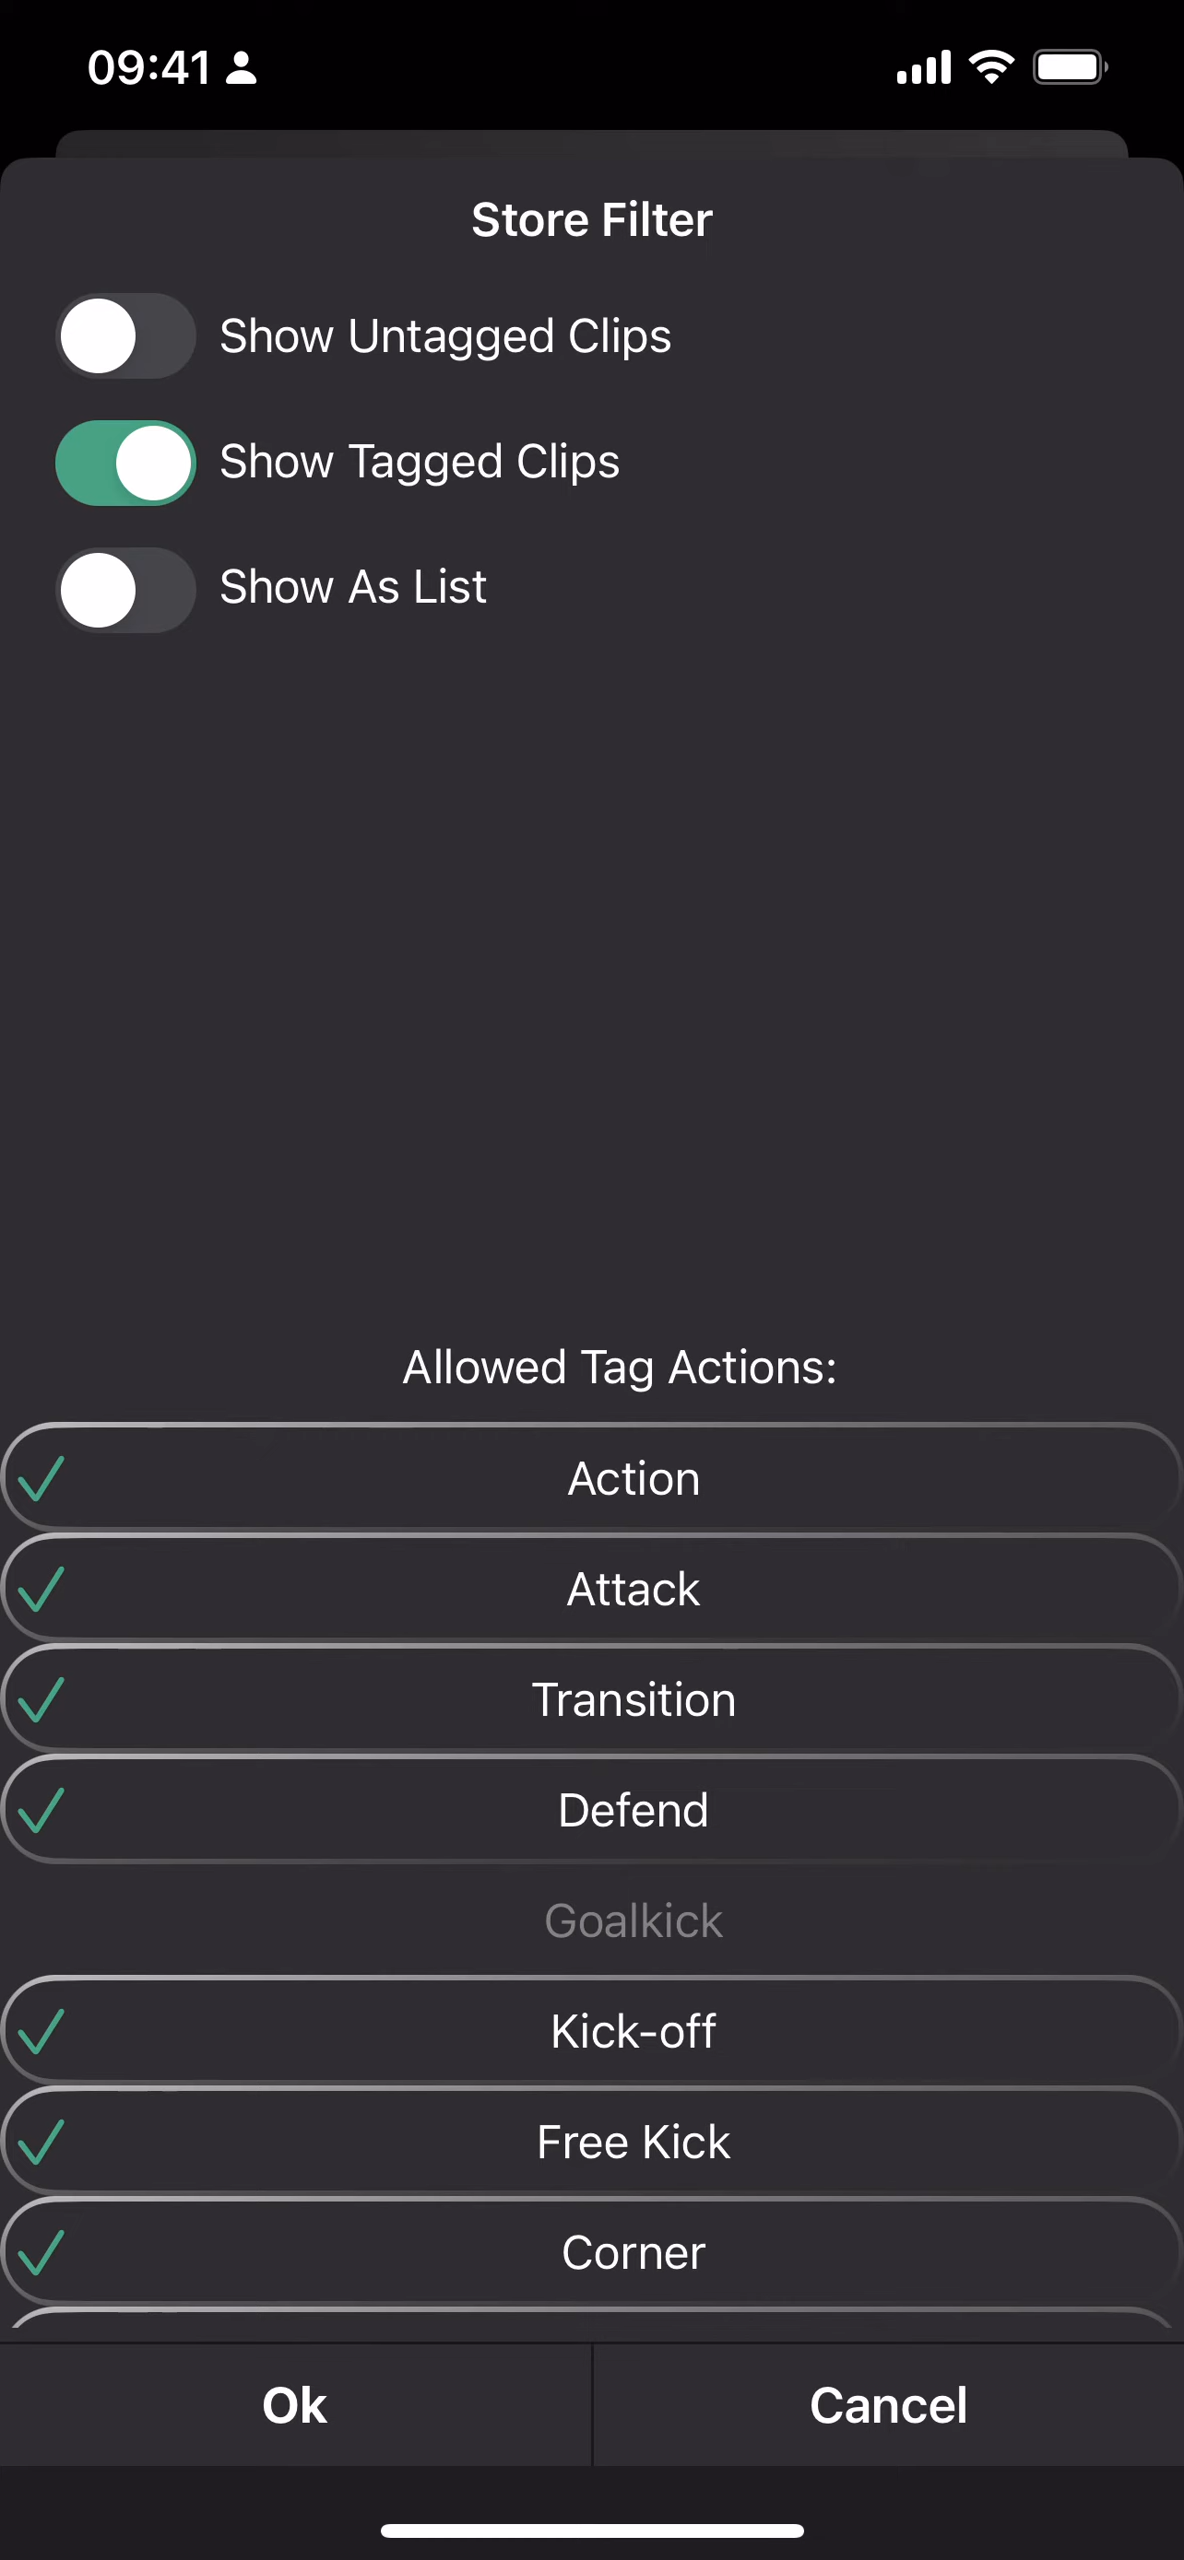 09:41
Store Filter
Show Untagged Clips
Show Tagged Clips
Show As List
Allowed Tag Actions:
Action
Attack
Transition
Defend
Goalkick
Kick-off
Free Kick
Corner
Ok
Cancel